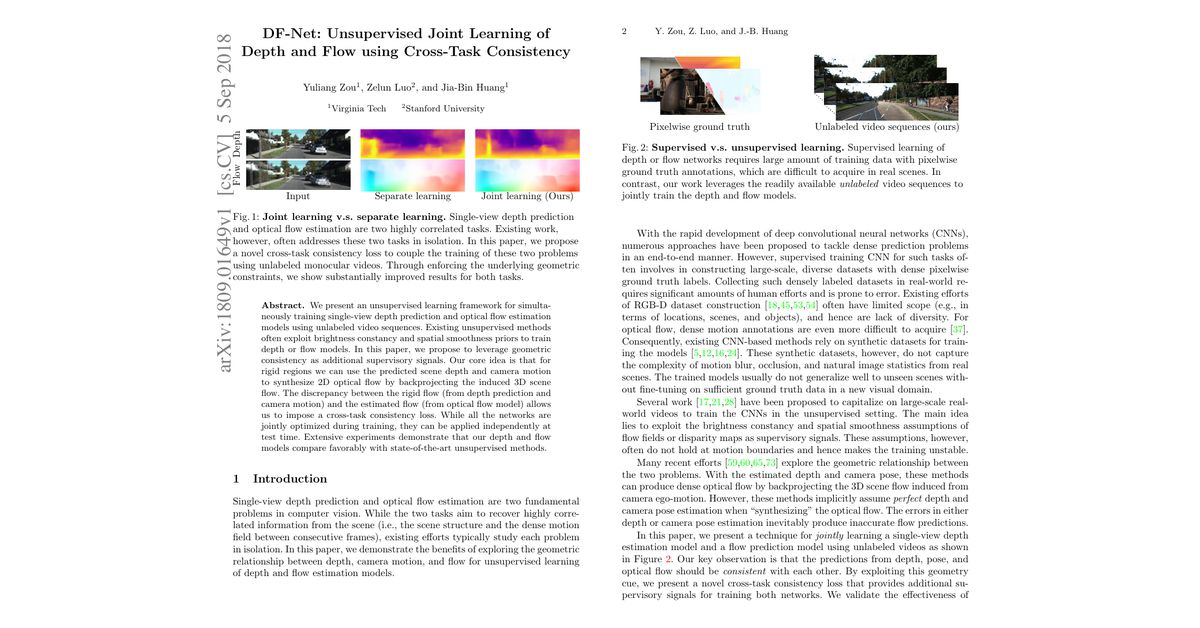 DF-Net: Unsupervised Joint Learning of
Depth and Flow using Cross-Task Consistency
Yuliang Zou1, Zelun Luo2, and Jia-Bin Huang1
1Virginia Tech 2Stanford University
arXiv:1809.01649v1 [cs.CV] 5 Sep 2018
Depth
Flow
Input Separate learning Joint learning (Ours)
Fig. 1: Joint learning v.s. separate learning. Single-view depth prediction
and optical flow estimation are two highly correlated tasks. Existing work,
however, often addresses these two tasks in isolation. In this paper, we propose
a novel cross-task consistency loss to couple the training of these two problems
using unlabeled monocular videos. Through enforcing the underlying geometric
constraints, we show substantially improved results for both tasks.
Abstract. We present an unsupervised learning framework for simulta-
neously training single-view depth prediction and optical flow estimation
models using unlabeled video sequences. Existing unsupervised methods
often exploit brightness constancy and spatial smoothness priors to train
depth or flow models. In this paper, we propose to leverage geometric
consistency as additional supervisory signals. Our core idea is that for
rigid regions we can use the predicted scene depth and camera motion
to synthesize 2D optical flow by backprojecting the induced 3D scene
flow. The discrepancy between the rigid flow (from depth prediction and
camera motion) and the estimated flow (from optical flow model) allows
us to impose a cross-task consistency loss. While all the networks are
jointly optimized during training, they can be applied independently at
test time. Extensive experiments demonstrate that our depth and flow
models compare favorably with state-of-the-art unsupervised methods.
1 Introduction
Single-view depth prediction and optical flow estimation are two fundamental
problems in computer vision. While the two tasks aim to recover highly corre-
lated information from the scene (i.e., the scene structure and the dense motion
field between consecutive frames), existing efforts typically study each problem
in isolation. In this paper, we demonstrate the benefits of exploring the geometric
relationship between depth, camera motion, and flow for unsupervised learning
of depth and flow estimation models.
2 Y. Zou, Z. Luo, and J.-B. Huang
Pixelwise ground truth Unlabeled video sequences (ours)
Fig. 2: Supervised v.s. unsupervised learning. Supervised learning of
depth or flow networks requires large amount of training data with pixelwise
ground truth annotations, which are difficult to acquire in real scenes. In
contrast, our work leverages the readily available unlabeled video sequences to
jointly train the depth and flow models.
With the rapid development of deep convolutional neural networks (CNNs),
numerous approaches have been proposed to tackle dense prediction problems
in an end-to-end manner. However, supervised training CNN for such tasks of-
ten involves in constructing large-scale, diverse datasets with dense pixelwise
ground truth labels. Collecting such densely labeled datasets in real-world re-
quires significant amounts of human efforts and is prone to error. Existing efforts
of RGB-D dataset construction [18,45,53,54] often have limited scope (e.g., in
terms of locations, scenes, and objects), and hence are lack of diversity. For
optical flow, dense motion annotations are even more difficult to acquire [37].
Consequently, existing CNN-based methods rely on synthetic datasets for train-
ing the models [5,12,16,24]. These synthetic datasets, however, do not capture
the complexity of motion blur, occlusion, and natural image statistics from real
scenes. The trained models usually do not generalize well to unseen scenes with-
out fine-tuning on sufficient ground truth data in a new visual domain.
Several work [17,21,28] have been proposed to capitalize on large-scale real-
world videos to train the CNNs in the unsupervised setting. The main idea
lies to exploit the brightness constancy and spatial smoothness assumptions of
flow fields or disparity maps as supervisory signals. These assumptions, however,
often do not hold at motion boundaries and hence makes the training unstable.
Many recent efforts [59,60,65,73] explore the geometric relationship between
the two problems. With the estimated depth and camera pose, these methods
can produce dense optical flow by backprojecting the 3D scene flow induced from
camera ego-motion. However, these methods implicitly assume perfect depth and
camera pose estimation when “synthesizing” the optical flow. The errors in either
depth or camera pose estimation inevitably produce inaccurate flow predictions.
In this paper, we present a technique for jointly learning a single-view depth
estimation model and a flow prediction model using unlabeled videos as shown
in Figure 2. Our key observation is that the predictions from depth, pose, and
optical flow should be consistent with each other. By exploiting this geometry
cue, we present a novel cross-task consistency loss that provides additional su-
pervisory signals for training both networks. We validate the effectiveness of